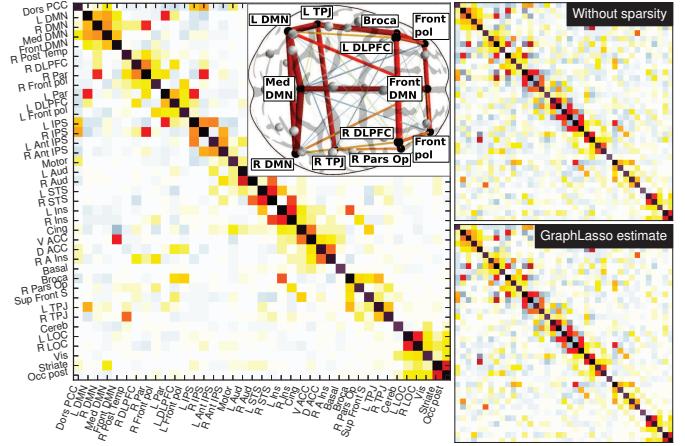 Dors PCC
L DMN
R DMN
Med DMN
Front DMN
R Post Temp
R DLPFC
R Par
R Front pol
L Par
L DLPFC
L Front pol
L IPS
R IPS
L Ant IPS
R Ant IPS
Motor
L Aud
R Aud
L STS
R STS
L Ins
R Ins
Cing
V ACC
D ACC
R A Ins
Basal
Broca
R Pars Op
Sup Front S
L TPJ
R TPJ
Cereb
L LOC
R LOC
Vis
Striate
Occ post
L DMN
L TPJ
Broca
Front
pol
L DLPFC
Med
DMN
Front
DMN
R DLPFC
Front
pol
R DMN
R TPJ
R Pars Op
Without sparsity
GraphLasso estimate
Dors PCC
L DMN
R DMN
Med DMN
Front DMN
R Post Temp
R DLPFC
R Par
R Front pol
L Par
L DLPFC
L Front pol
L IPS
R IPS
L Ant IPS
R Ant IPS
Motor
L Aud
R Aud
L STS
R STS
L Ins
R Ins
Cing
V ACC
D ACC
R A Ins
Basal
Broca
R Pars Op
Sup Front S
L TPJ
R TPJ
Cereb
L LOC
R LOC
Vis
Striate
Occ post